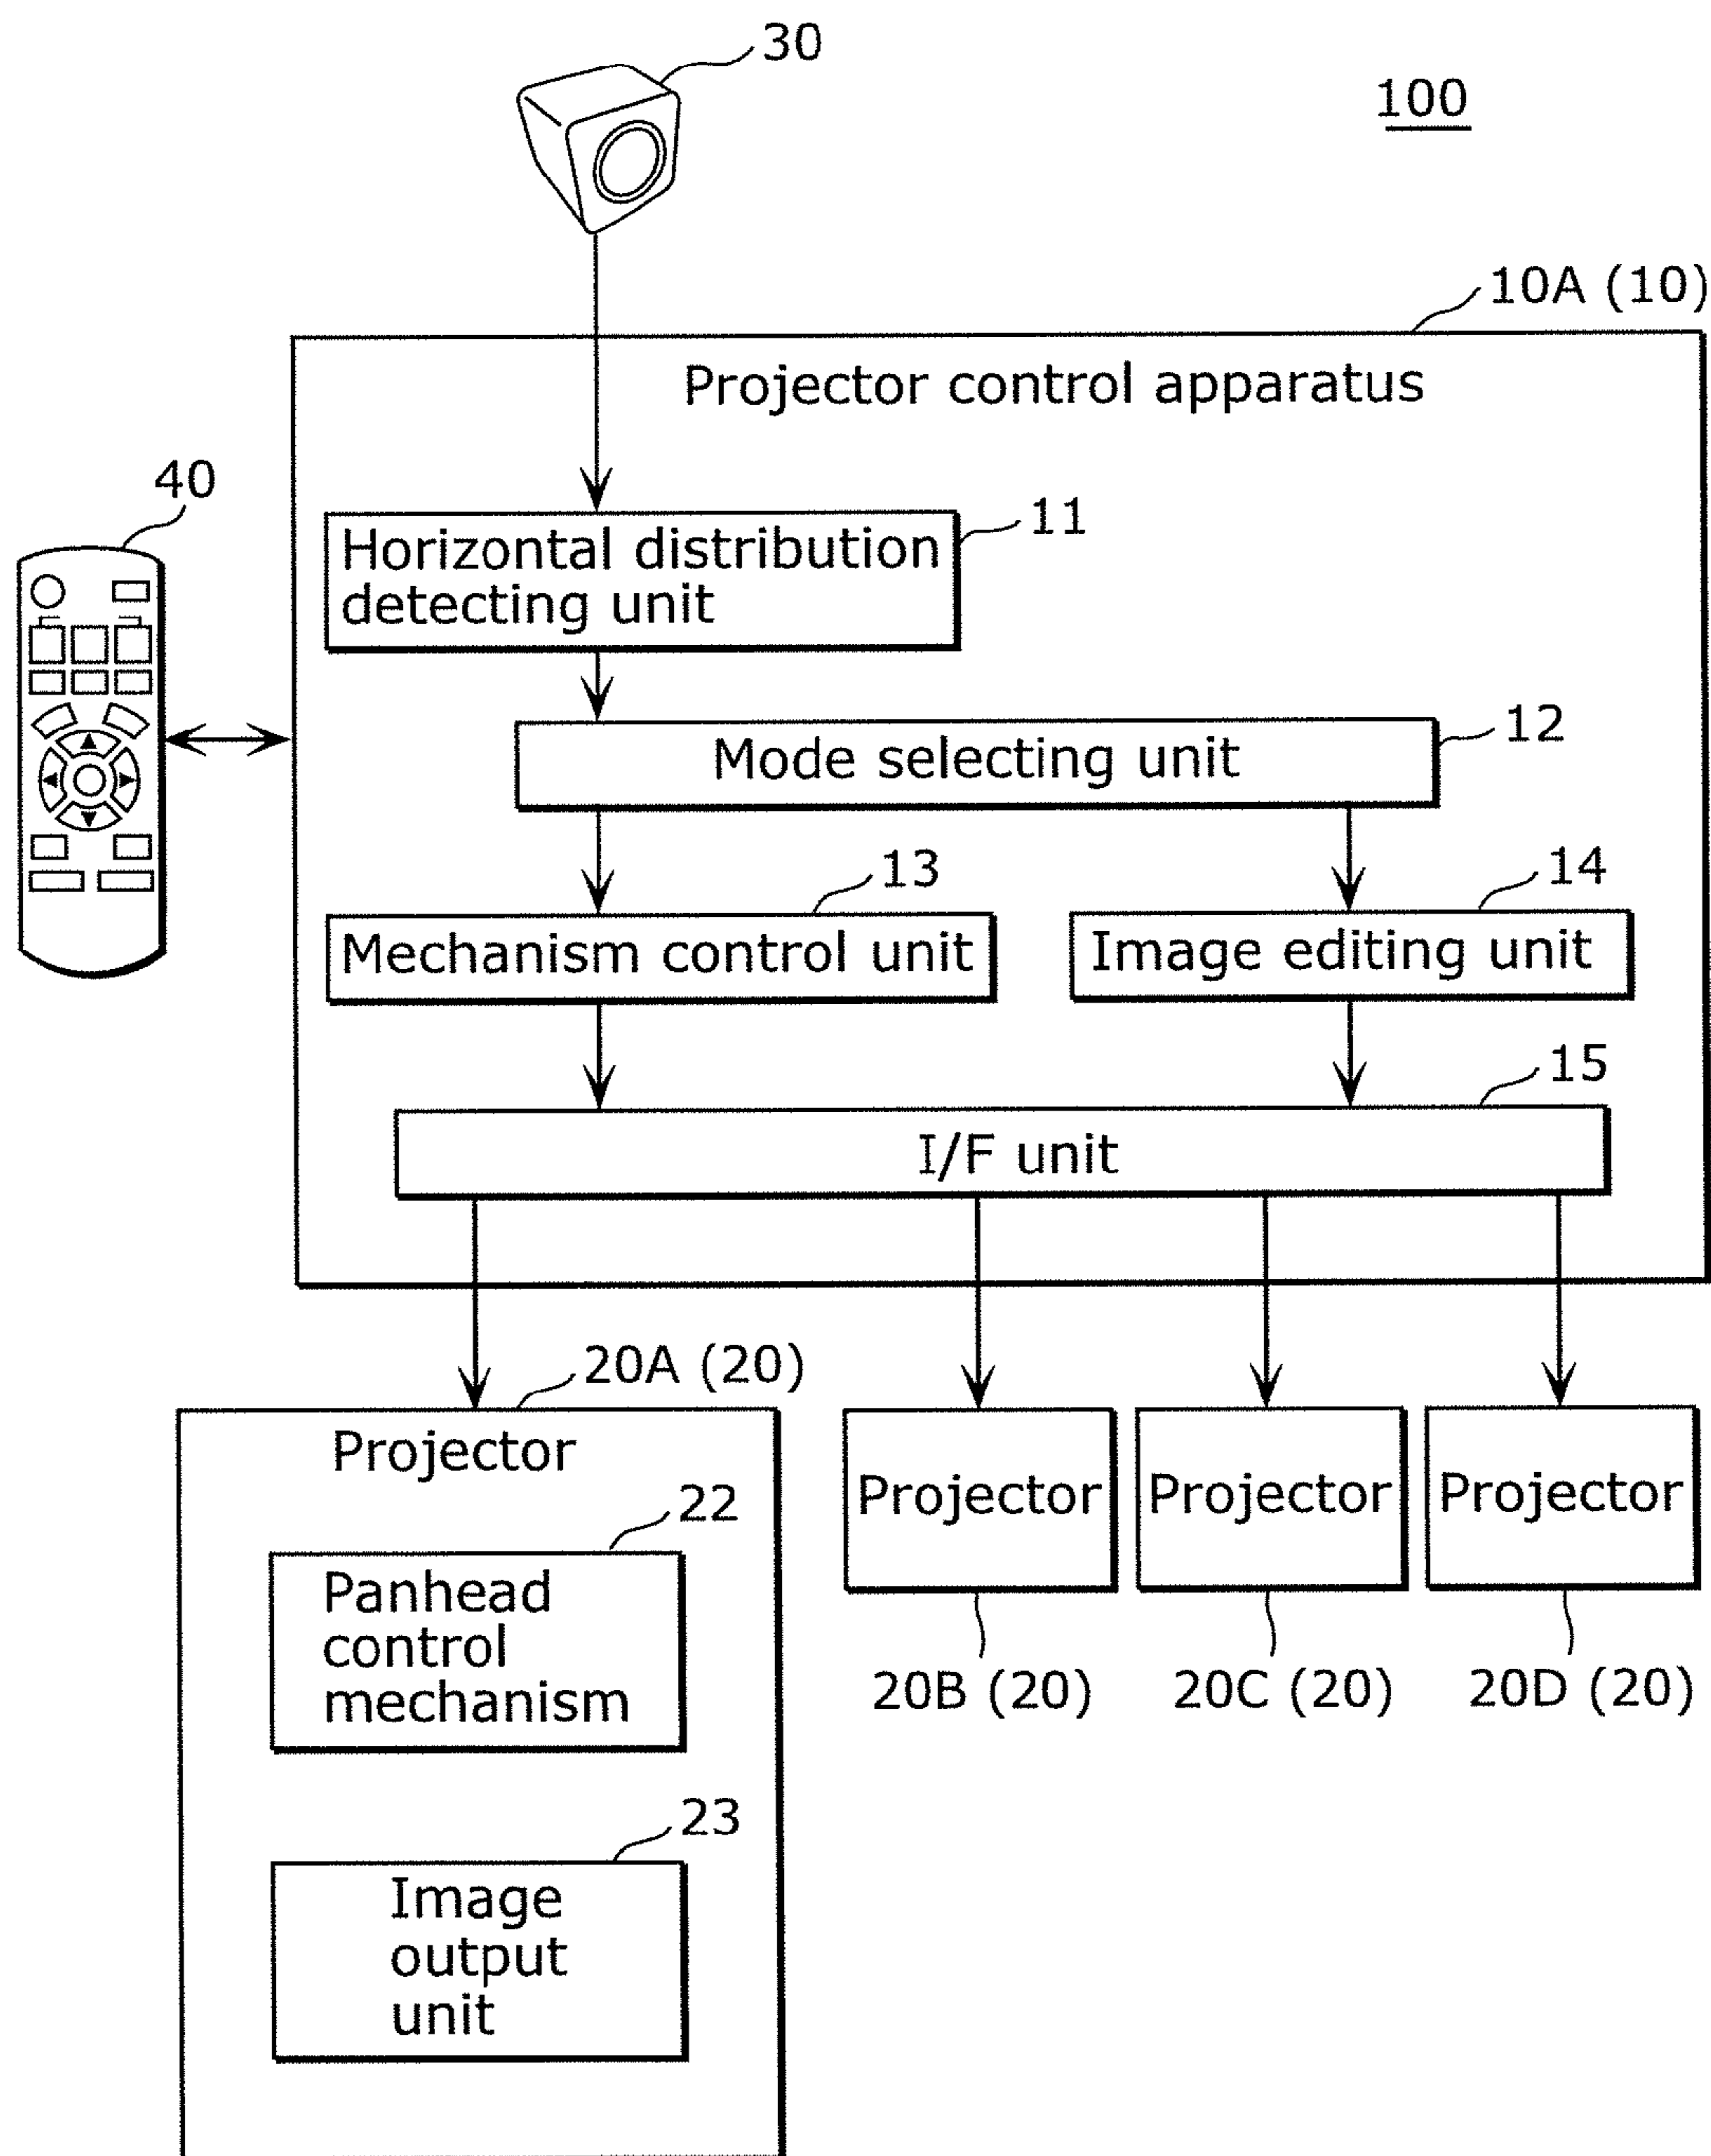 30
100
10A (10)
Projector control apparatus
40
11
Horizontal distribution
detecting unit
12
Mode selecting unit
13
14
Mechanism control unit
Image editing unit
15
I/F unit
20A (20)
Projector
22
Panhead
control
mechanism
23
Image
output
unit
Projector
Projector
Projector
20B (20)
20C (20)
20D (20)